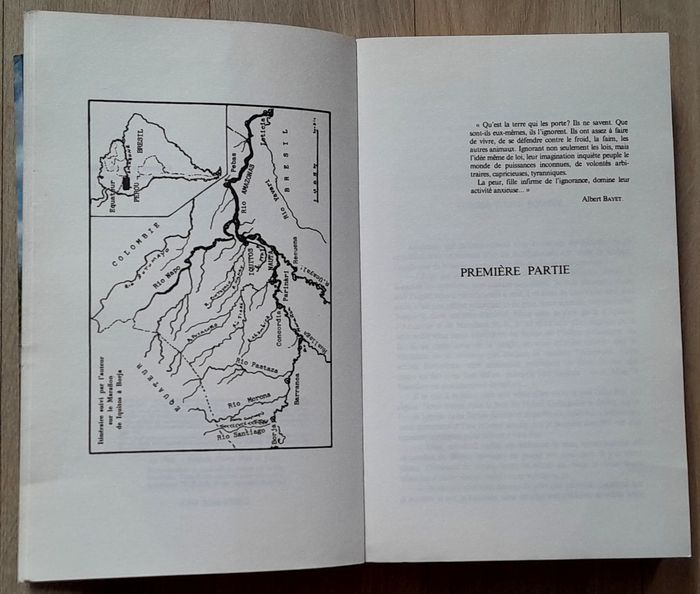 BRESIL
PEROU
Equateur
COLOMBIE
Pebas
Leticia
Rio AMAZONAS
Rio Yavari
BRESIL
Rio Napo
IQUITOS
NAUTA
Requena
Parinari
Concordia
R. Tigre
Rio Pastaza
Barranca
EQUATEUR
Rio Morona
Rio Santiago
Borja
Itinéraire suivi par l'auteur
sur le Marañon
de Iquitos à Borja
« Qu'est la terre qui les porte? Ils ne savent. Que
sont-ils eux-mêmes, ils l'ignorent. Ils ont assez à faire
de vivre, de se défendre contre le froid, la faim, les
autres animaux. Ignorant non seulement les lois, mais
l'idée même de lois, leur imagination inquiète peuple le
monde de puissances inconnues, de volontés arbi-
traires, capricieuses, tyranniques.
La peur, fille infirme de l'ignorance, domine leur
activité anxieuse... »
Albert BAYET.
PREMIÈRE PARTIE